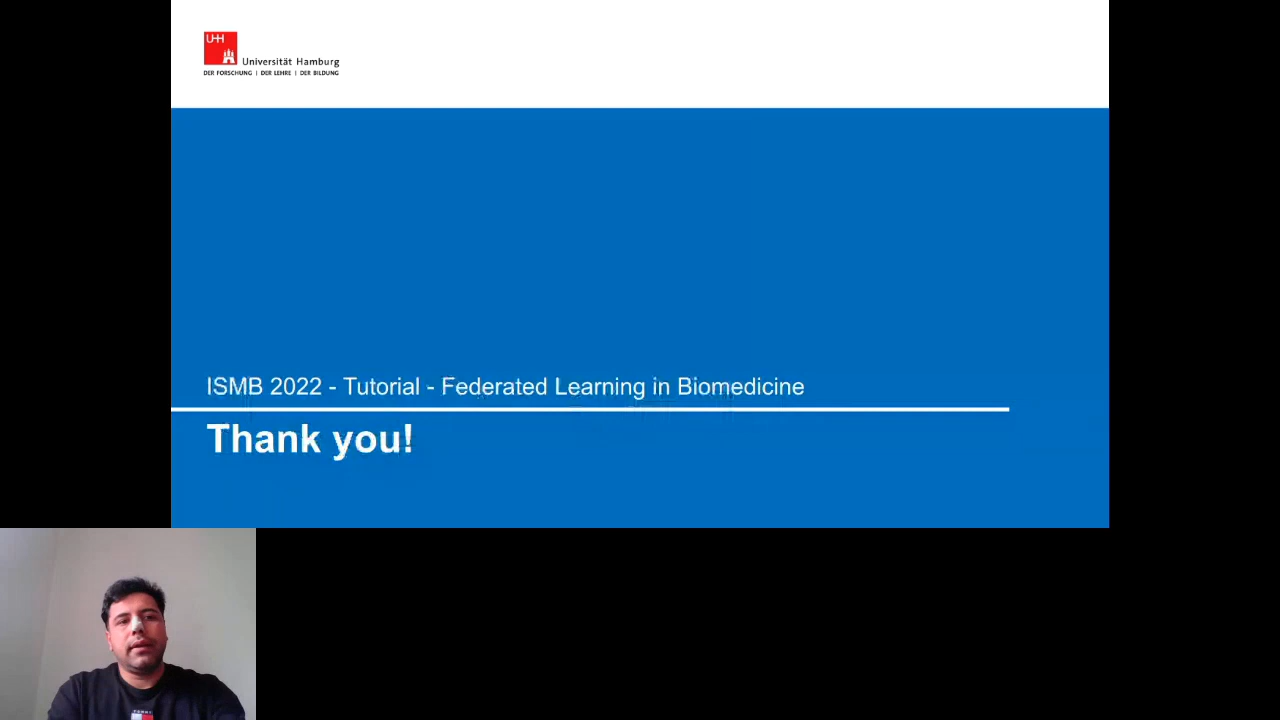 UHH
Universität Hamburg
DER FORSCHUNG | DER LEHRE | DER BILDUNG
ISMB 2022 - Tutorial - Federated Learning in Biomedicine
Thank you!